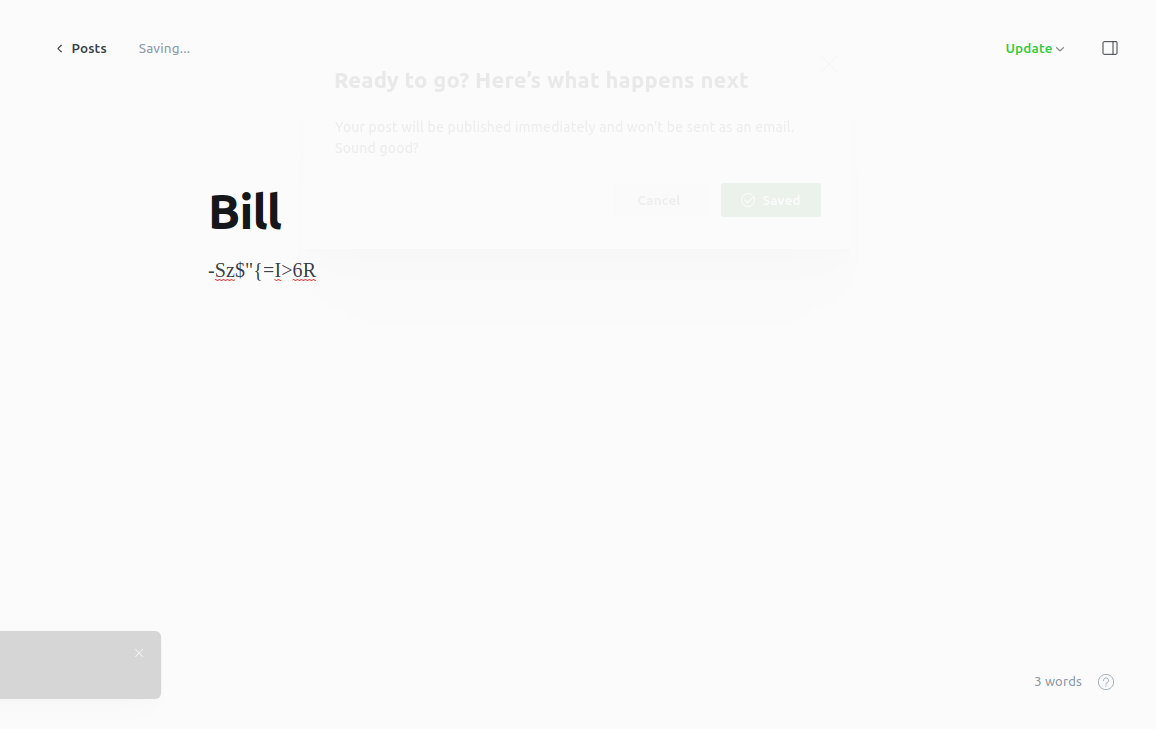 Posts
Saving...
Update
Ready to go? Here's what happens next
Your post will be published immediately and won't be sent as an email.
Sound good?
Cancel
Saved
Bill
-Sz$"{=I>6R
3 words